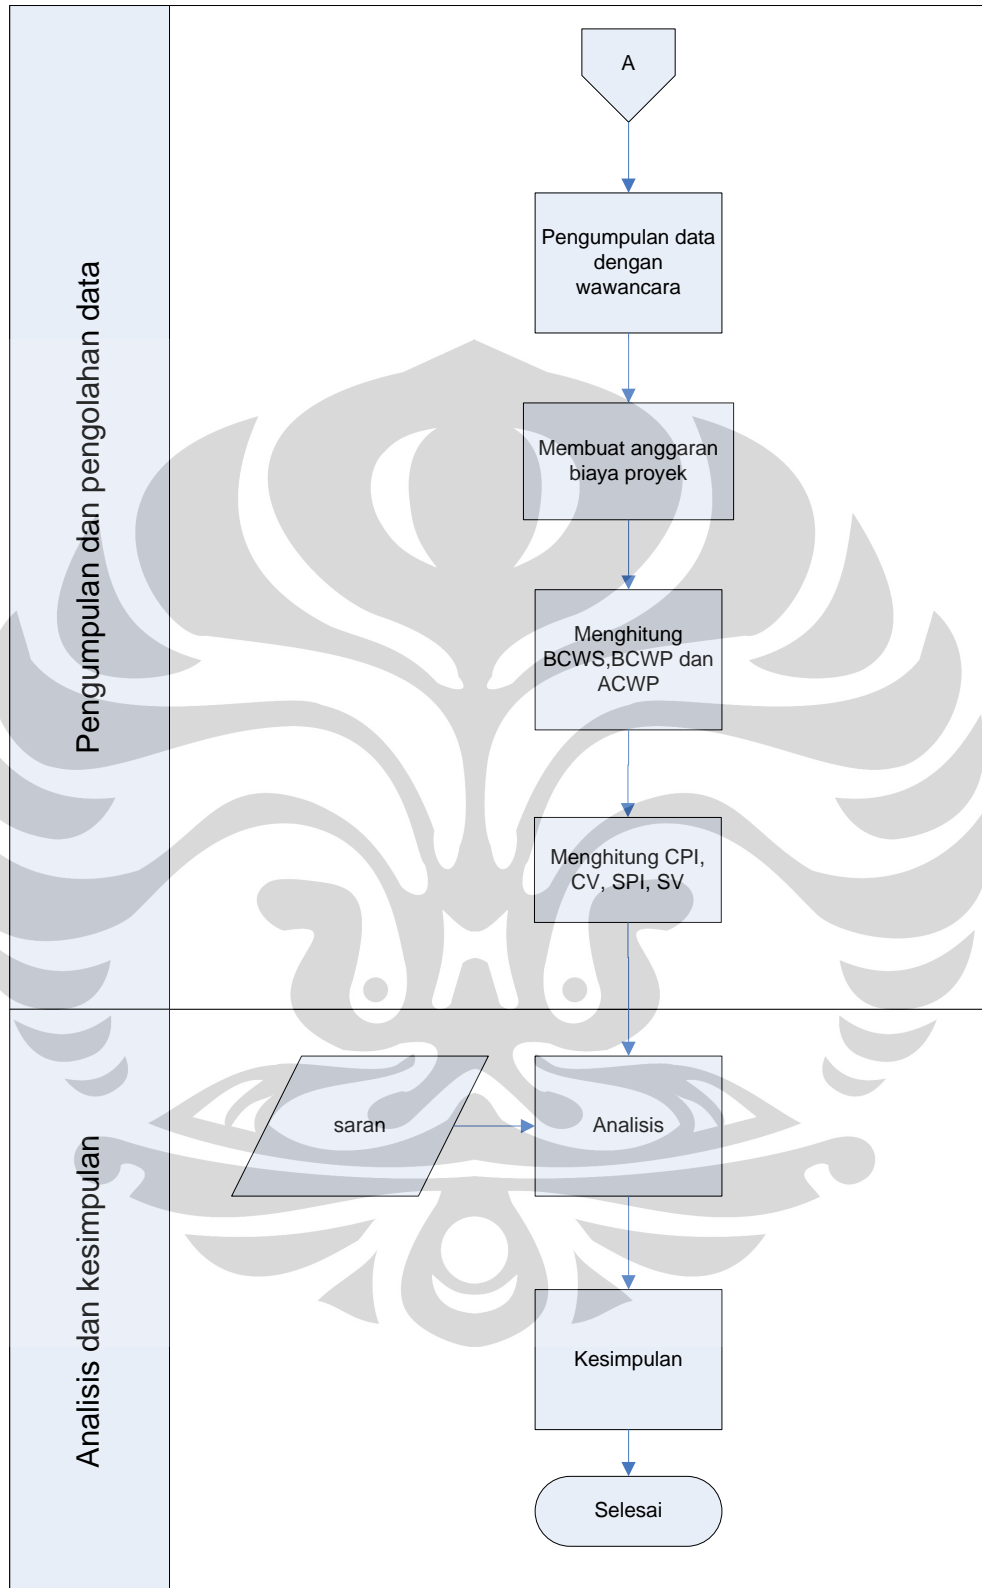 Pengumpulan dan pengolahan data
A
Pengumpulan data
dengan
wawancara
Membuat anggaran
biaya proyek
Menghitung
BCWS,BCWP dan
ACWP
Menghitung CPI,
CV, SPI, SV
Analisis dan kesimpulan
saran
Analisis
Kesimpulan
Selesai